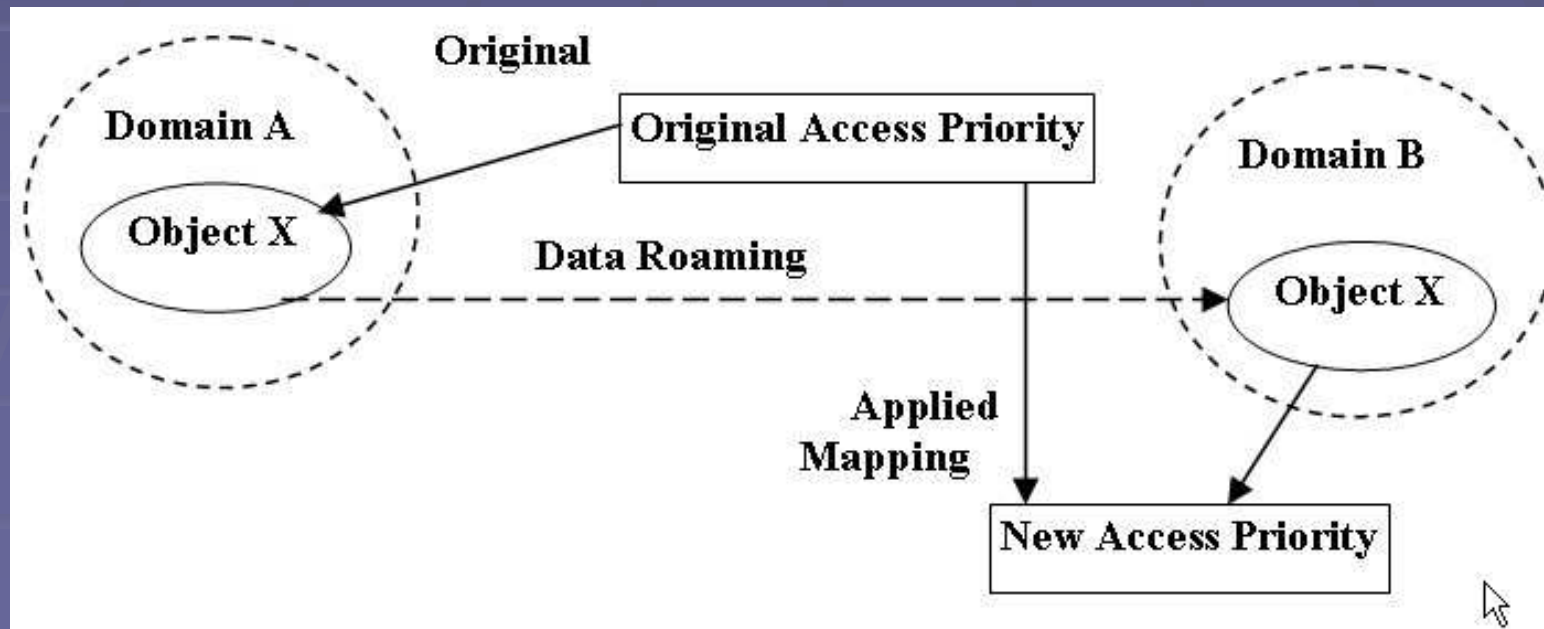 Original
Domain A
Original Access Priority
Domain B
Object X
Data Roaming
Object X
Applied
Mapping
New Access Priority